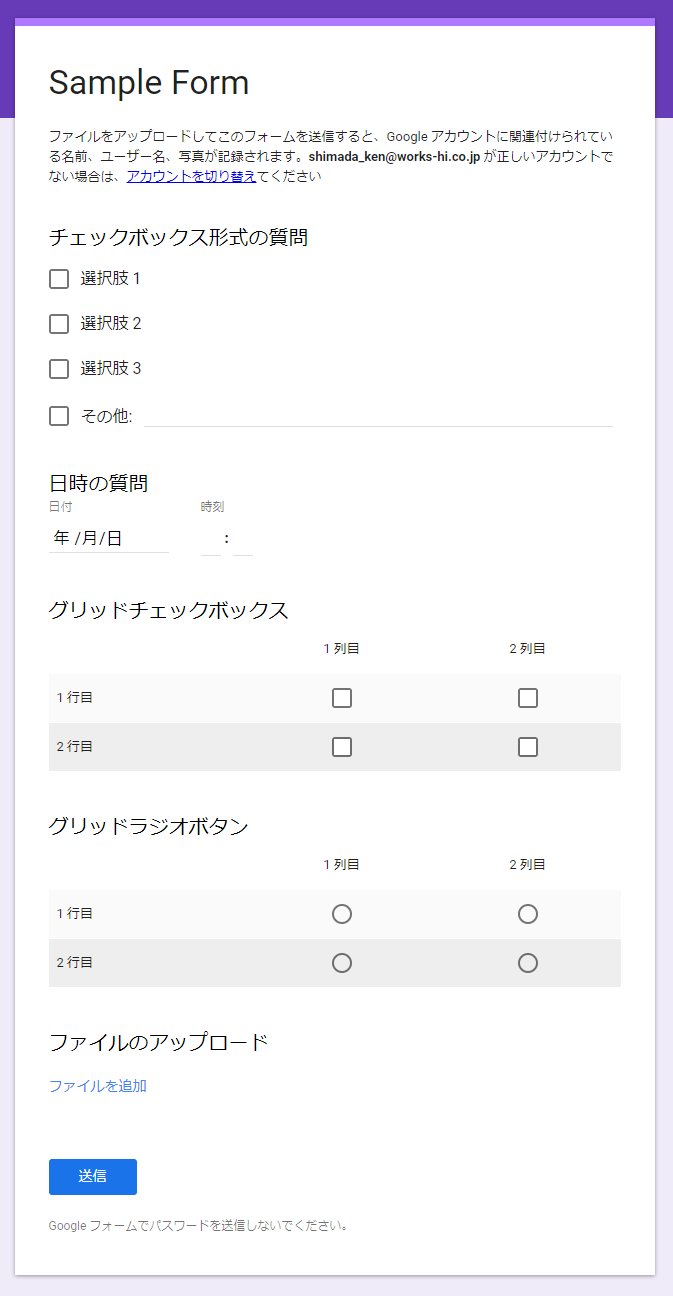 Sample Form
ファイルをアップロードしてこのフォームを送信すると、Google アカウントに関連付けられてい
る名前、ユーザー名、写真が記録されます。shimada_ken@works-hi.co.jp が正しいアカウントで
ない場合は、アカウントを切り替えてください
チェックボックス形式の質問
選択肢 1
選択肢 2
選択肢 3
その他:
日時の質問
日付 時刻
年 /月/日 :
グリッドチェックボックス
1 列目 2 列目
1 行目
2 行目
グリッドラジオボタン
1 列目 2 列目
1 行目
2 行目
ファイルのアップロード
ファイルを追加
送信
Google フォームでパスワードを送信しないでください。